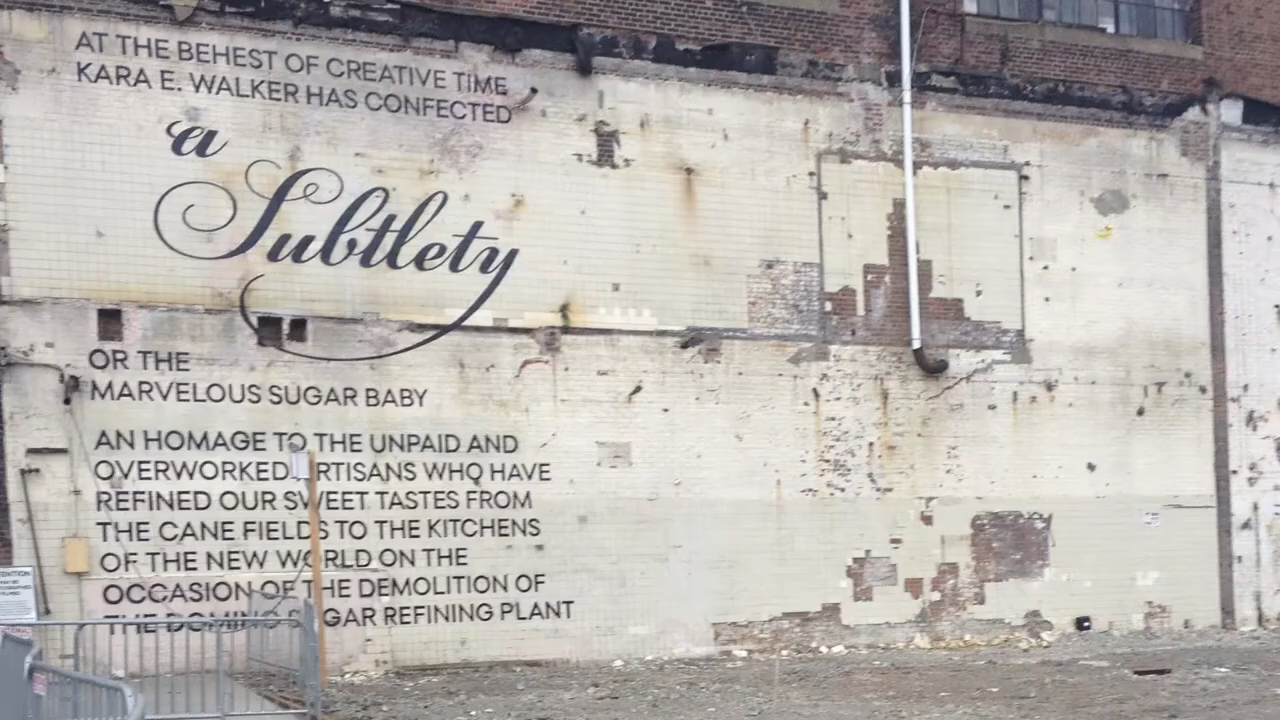 AT THE BEHEST OF CREATIVE TIME
KARA E. WALKER HAS CONFECTED
a
Subtlety
OR THE
MARVELOUS SUGAR BABY
AN HOMAGE TO THE UNPAID AND
OVERWORKED ARTISANS WHO HAVE
REFINED OUR SWEET TASTES FROM
THE CANE FIELDS TO THE KITCHENS
OF THE NEW WORLD ON THE
OCCASION OF THE DEMOLITION OF
THE DOMINO SUGAR REFINING PLANT